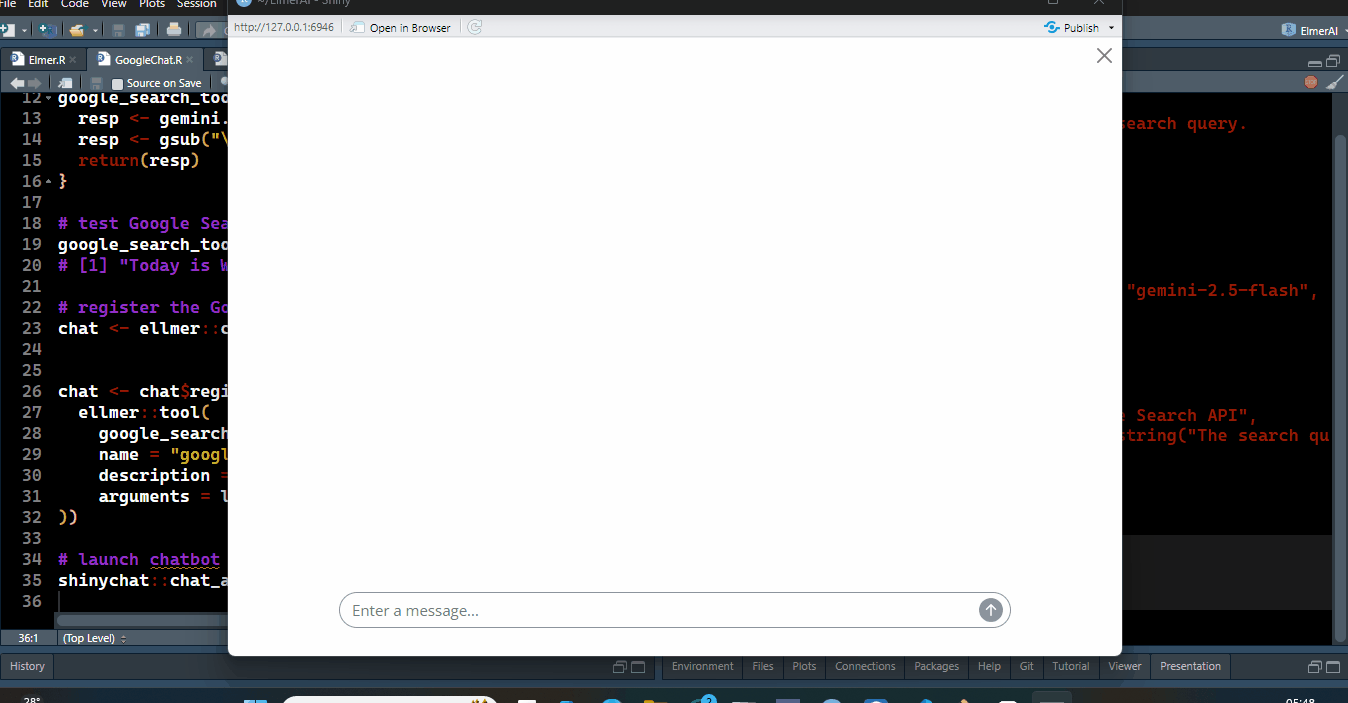 ~/ElmerAI - Shiny
File Edit Code View Plots Session
http://127.0.0.1:6946 Open in Browser Publish
ElmerAI
Elmer.R GoogleChat.R
Source on Save
12 google_search_too
13 resp <- gemini.
14 resp <- gsub("\
15 return(resp)
16 }
17
18 # test Google Sea
19 google_search_too
20 # [1] "Today is W
21
22 # register the Go
23 chat <- ellmer::c
24
25
26 chat <- chat$regi
27 ellmer::tool(
28 google_search
29 name = "googl
30 description =
31 arguments = l
32 ))
33
34 # launch chatbot
35 shinychat::chat_a
36
search query.
"gemini-2.5-flash",
e Search API",
string("The search qu
Enter a message...
36:1 (Top Level)
History
Environment Files Plots Connections Packages Help Git Tutorial Viewer Presentation
28°
2
05:48